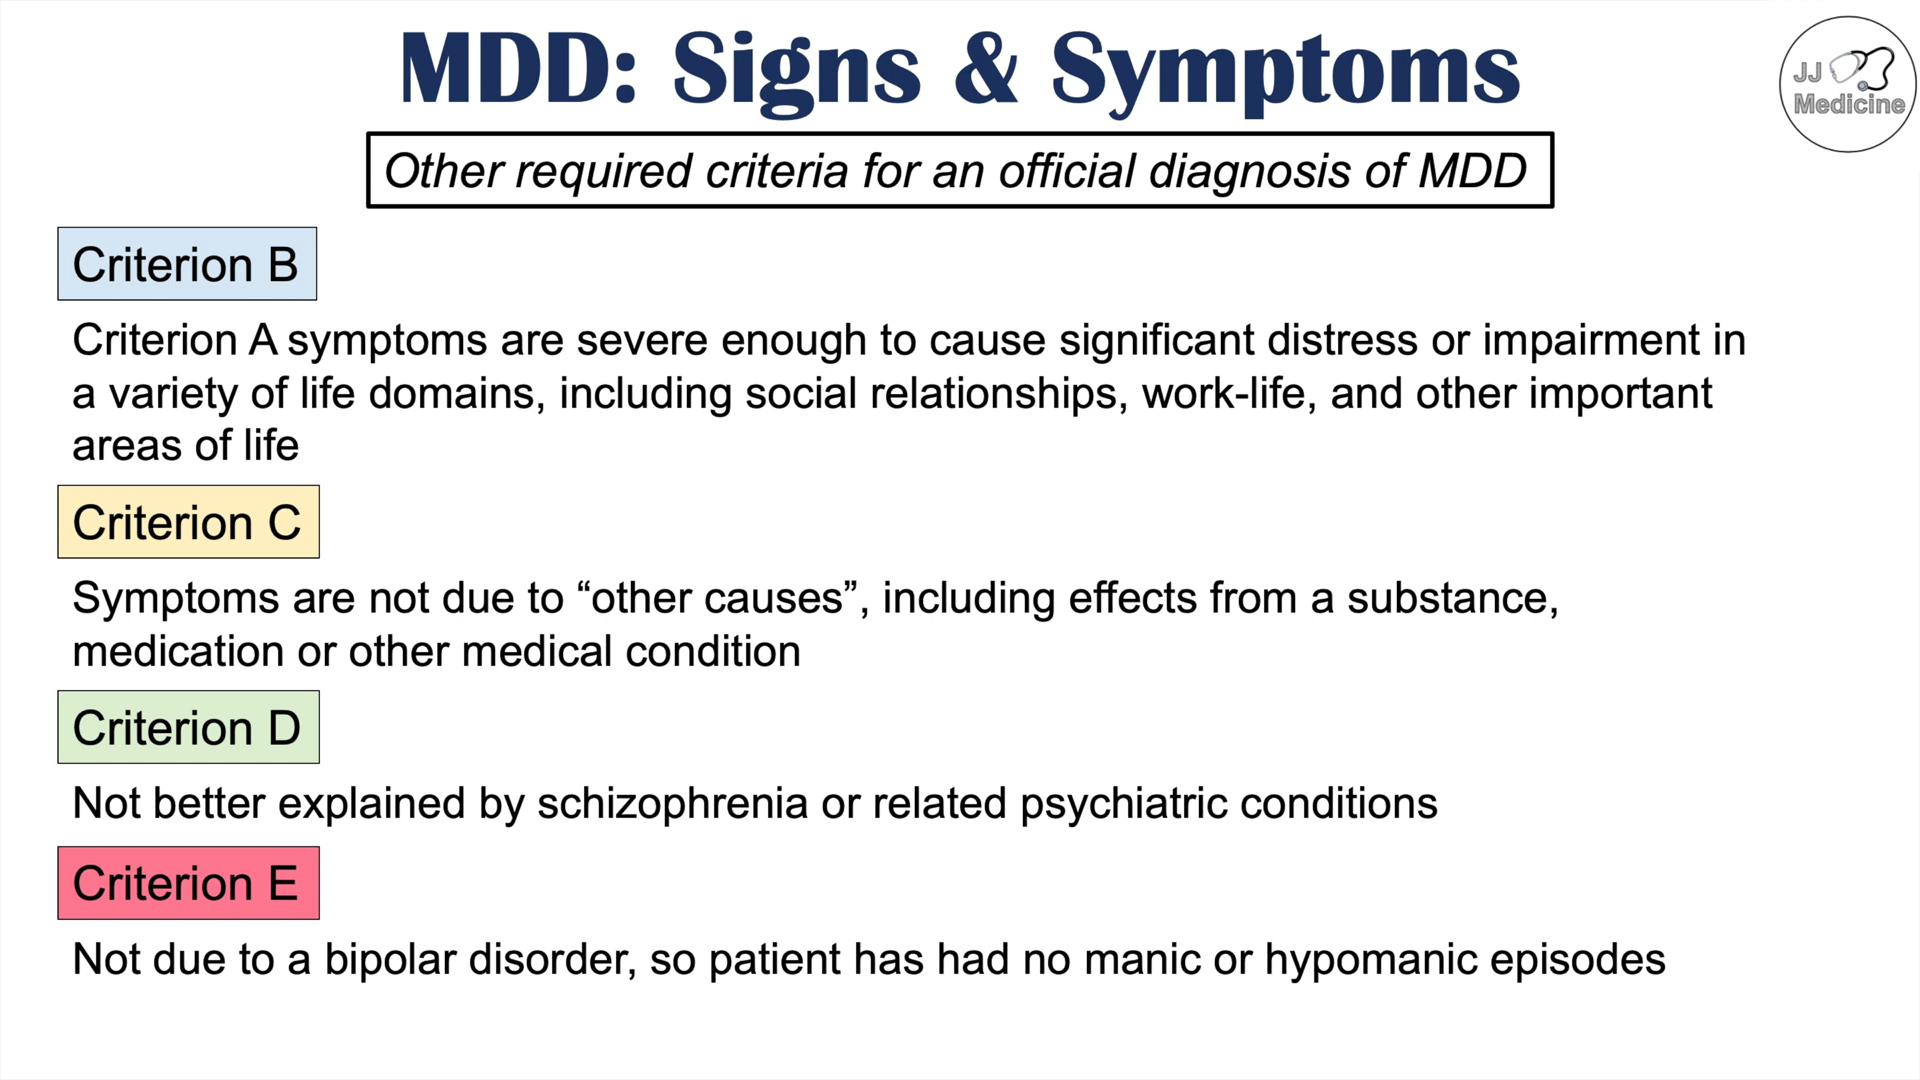 MDD: Signs & Symptoms
JJ
Medicine
Other required criteria for an official diagnosis of MDD
Criterion B
Criterion A symptoms are severe enough to cause significant distress or impairment in
a variety of life domains, including social relationships, work-life, and other important
areas of life
Criterion C
Symptoms are not due to “other causes”, including effects from a substance,
medication or other medical condition
Criterion D
Not better explained by schizophrenia or related psychiatric conditions
Criterion E
Not due to a bipolar disorder, so patient has had no manic or hypomanic episodes